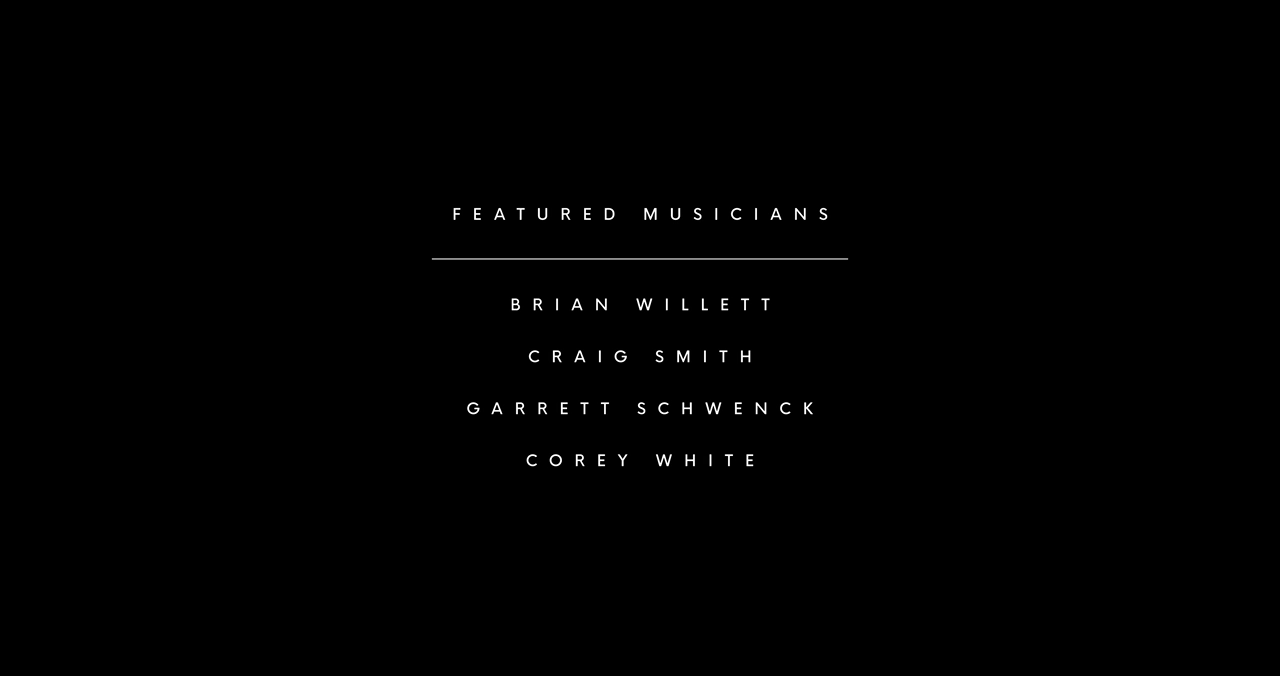 FEATURED MUSICIANS
BRIAN WILLETT
CRAIG SMITH
GARRETT SCHWENCK
COREY WHITE